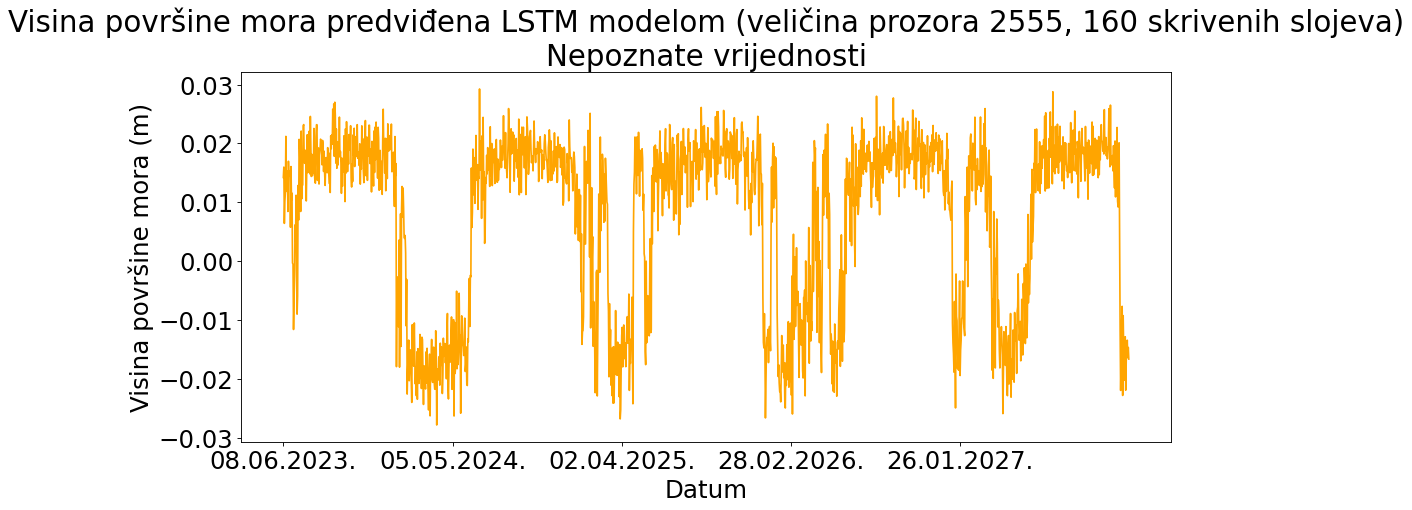 Visina površine mora predviđena LSTM modelom (veličina prozora 2555, 160 skrivenih slojeva)
Nepoznate vrijednosti
Visina površine mora (m)
0.03
0.02
0.01
0.00
−0.01
−0.02
−0.03
08.06.2023. 05.05.2024. 02.04.2025. 28.02.2026. 26.01.2027.
Datum